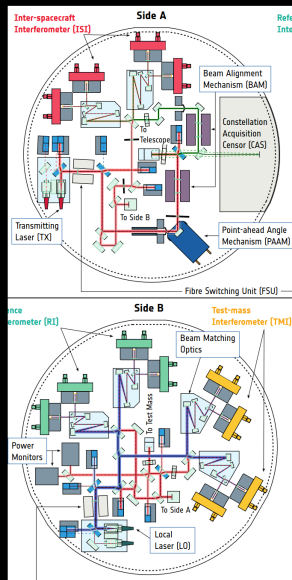 Side A
Inter-spacecraft
Interferometer (ISI)
Refe
Inte
Beam Alignment
Mechanism (BAM)
Constellation
Acquisition
Sensor (CAS)
To
Telescope
To Side B
Transmitting
Laser (TX)
Point-ahead Angle
Mechanism (PAAM)
Fibre Switching Unit (FSU)
Side B
ence
erometer (RI)
Test-mass
Interferometer (TMI)
Beam Matching
Optics
To Test Mass
Power
Monitors
To Side A
Local
Laser (LO)